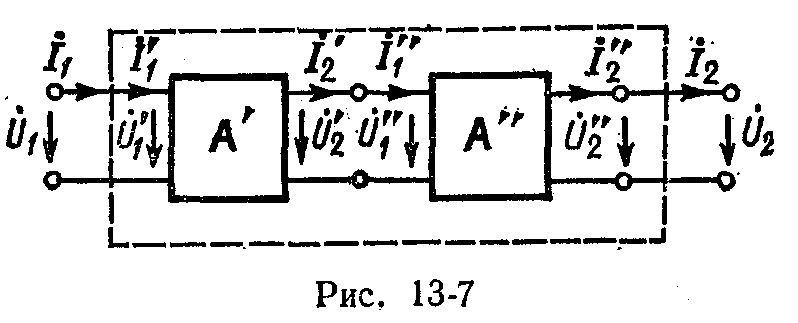 İ₁ İ₁′ İ₂′ İ₁″ İ₂″ İ₂
U̇₁ U̇₁′ A′ U̇₂′ U̇₁″ A″ U̇₂″ U̇₂
Рис. 13-7